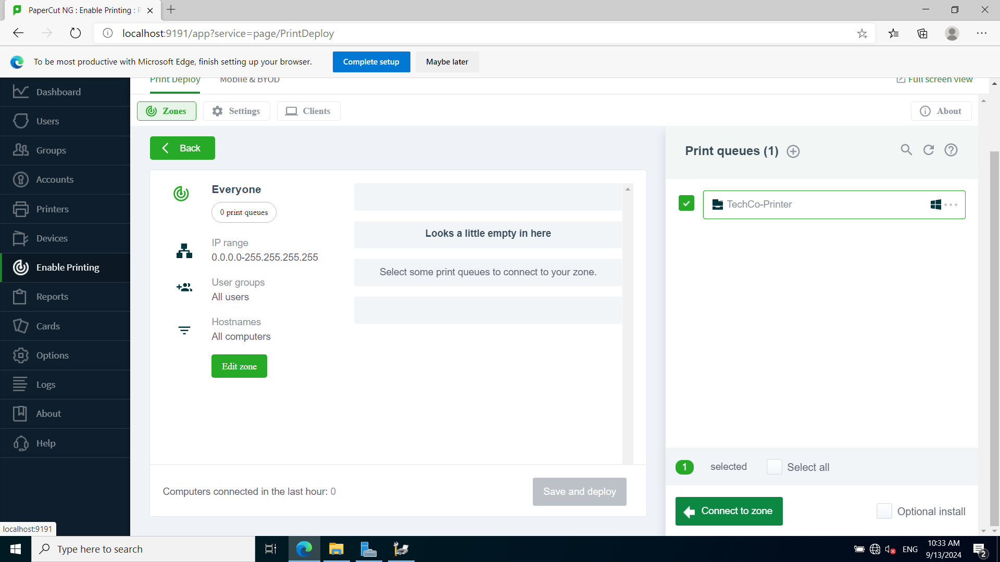 PaperCut NG : Enable Printing : P
localhost:9191/app?service=page/PrintDeploy
To be most productive with Microsoft Edge, finish setting up your browser.
Complete setup
Maybe later
Print Deploy
Mobile & BYOD
Full screen view
Dashboard
Users
Groups
Accounts
Printers
Devices
Enable Printing
Reports
Cards
Options
Logs
About
Help
Zones
Settings
Clients
About
Back
Everyone
0 print queues
IP range
0.0.0.0-255.255.255.255
User groups
All users
Hostnames
All computers
Edit zone
Looks a little empty in here
Select some print queues to connect to your zone.
Computers connected in the last hour: 0
Save and deploy
Print queues (1)
TechCo-Printer
1 selected
Select all
Connect to zone
Optional install
localhost:9191
Type here to search
ENG
10:33 AM
9/13/2024
2